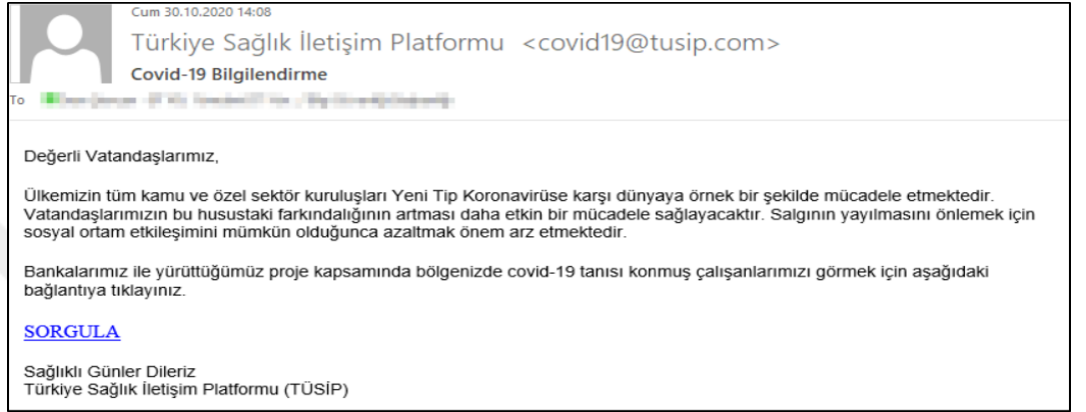 Cum 30.10.2020 14:08
Türkiye Sağlık İletişim Platformu <covid19@tusip.com>
Covid-19 Bilgilendirme
To
Değerli Vatandaşlarımız,
Ülkemizin tüm kamu ve özel sektör kuruluşları Yeni Tip Koronavirüse karşı dünyaya örnek bir şekilde mücadele etmektedir.
Vatandaşlarımızın bu husustaki farkındalığının artması daha etkin bir mücadele sağlayacaktır. Salgının yayılmasını önlemek için
sosyal ortam etkileşimini mümkün olduğunca azaltmak önem arz etmektedir.
Bankalarımız ile yürüttüğümüz proje kapsamında bölgenizde covid-19 tanısı konmuş çalışanlarımızı görmek için aşağıdaki
bağlantıya tıklayınız.
SORGULA
Sağlıklı Günler Dileriz
Türkiye Sağlık İletişim Platformu (TÜSİP)